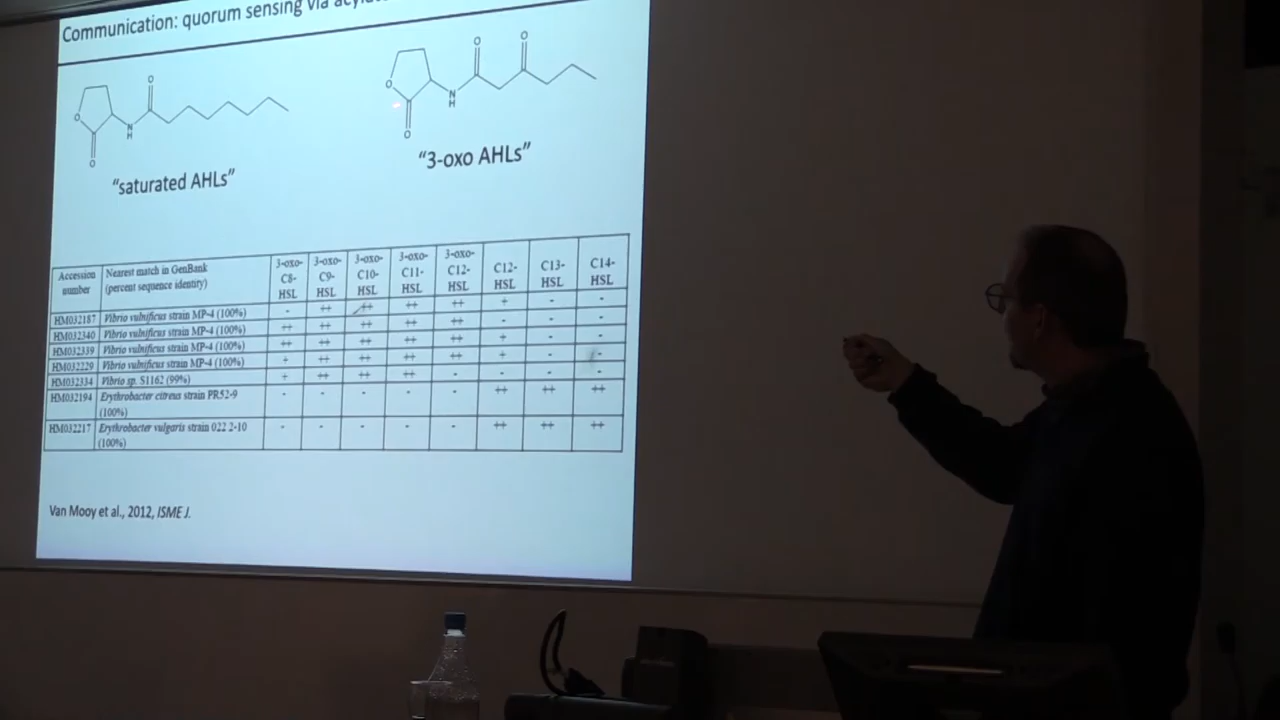 Communication: quorum sensing via
O O O
O NH O NH
O O
"saturated AHLs" "3-oxo AHLs"
Accession number Nearest match in GenBank (percent sequence identity) 3-oxo-C8-HSL 3-oxo-C9-HSL 3-oxo-C10-HSL 3-oxo-C11-HSL 3-oxo-C12-HSL C12-HSL C13-HSL C14-HSL
HM032187 Vibrio vulnificus strain MP-4 (100%) - ++ ++ ++ ++ + - -
HM032340 Vibrio vulnificus strain MP-4 (100%) ++ ++ ++ ++ ++ - - -
HM032339 Vibrio vulnificus strain MP-4 (100%) ++ ++ ++ ++ ++ + - -
HM032229 Vibrio vulnificus strain MP-4 (100%) + ++ ++ ++ ++ + - -
HM032334 Vibrio sp. S1162 (99%) + ++ ++ ++ - - - -
HM032194 Erythrobacter citreus strain PR52-9 - - - - - ++ ++ ++
(100%)
HM032217 Erythrobacter vulgaris strain 022 2-10 - - - - - ++ ++ ++
(100%)
Van Mooy et al., 2012, ISME J.